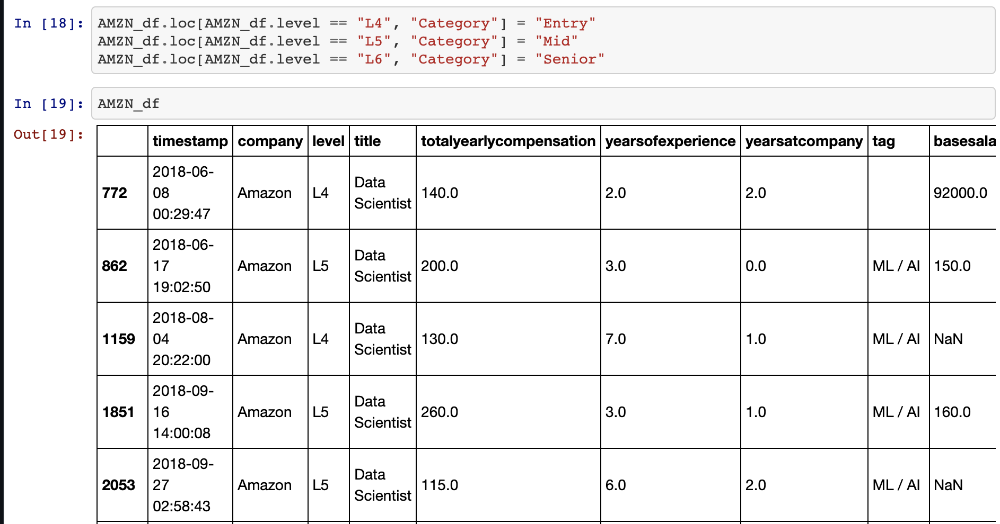 In [18]: AMZN_df.loc[AMZN_df.level == "L4", "Category"] = "Entry"
AMZN_df.loc[AMZN_df.level == "L5", "Category"] = "Mid"
AMZN_df.loc[AMZN_df.level == "L6", "Category"] = "Senior"
In [19]: AMZN_df
Out[19]:
timestamp company level title totalyearlycompensation yearsofexperience yearsatcompany tag basesala
772 2018-06-08 00:29:47 Amazon L4 Data Scientist 140.0 2.0 2.0 92000.0
862 2018-06-17 19:02:50 Amazon L5 Data Scientist 200.0 3.0 0.0 ML / AI 150.0
1159 2018-08-04 20:22:00 Amazon L4 Data Scientist 130.0 7.0 1.0 ML / AI NaN
1851 2018-09-16 14:00:08 Amazon L5 Data Scientist 260.0 3.0 1.0 ML / AI 160.0
2053 2018-09-27 02:58:43 Amazon L5 Data Scientist 115.0 6.0 2.0 ML / AI NaN